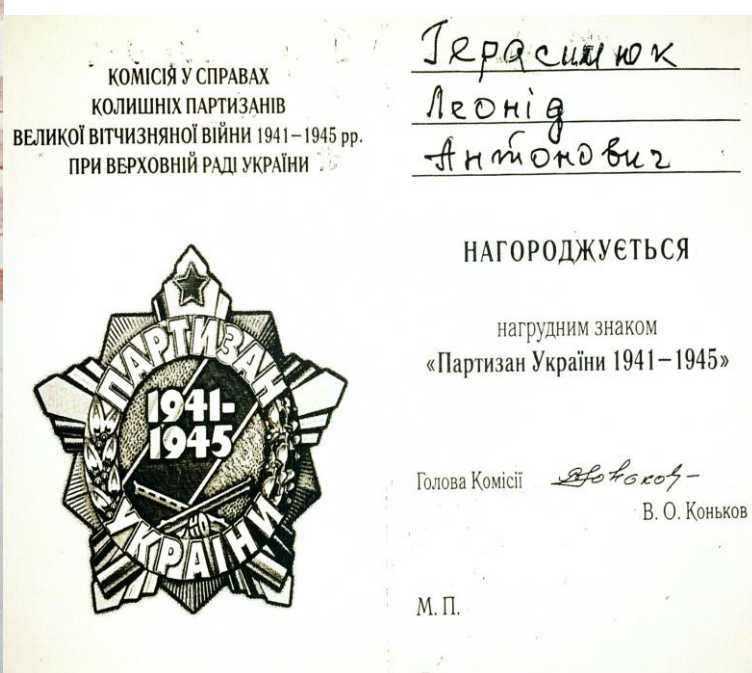 КОМІСІЯ У СПРАВАХ
КОЛИШНІХ ПАРТИЗАНІВ
ВЕЛИКОЇ ВІТЧИЗНЯНОЇ ВІЙНИ 1941–1945 рр.
ПРИ ВЕРХОВНІЙ РАДІ УКРАЇНИ
ПАРТИЗАН
1941-
1945
УКРАЇНИ
Герасимюк
Леонід
Антонович
НАГОРОДЖУЄТЬСЯ
нагрудним знаком
«Партизан України 1941–1945»
Голова Комісії
В. О. Коньков
М. П.